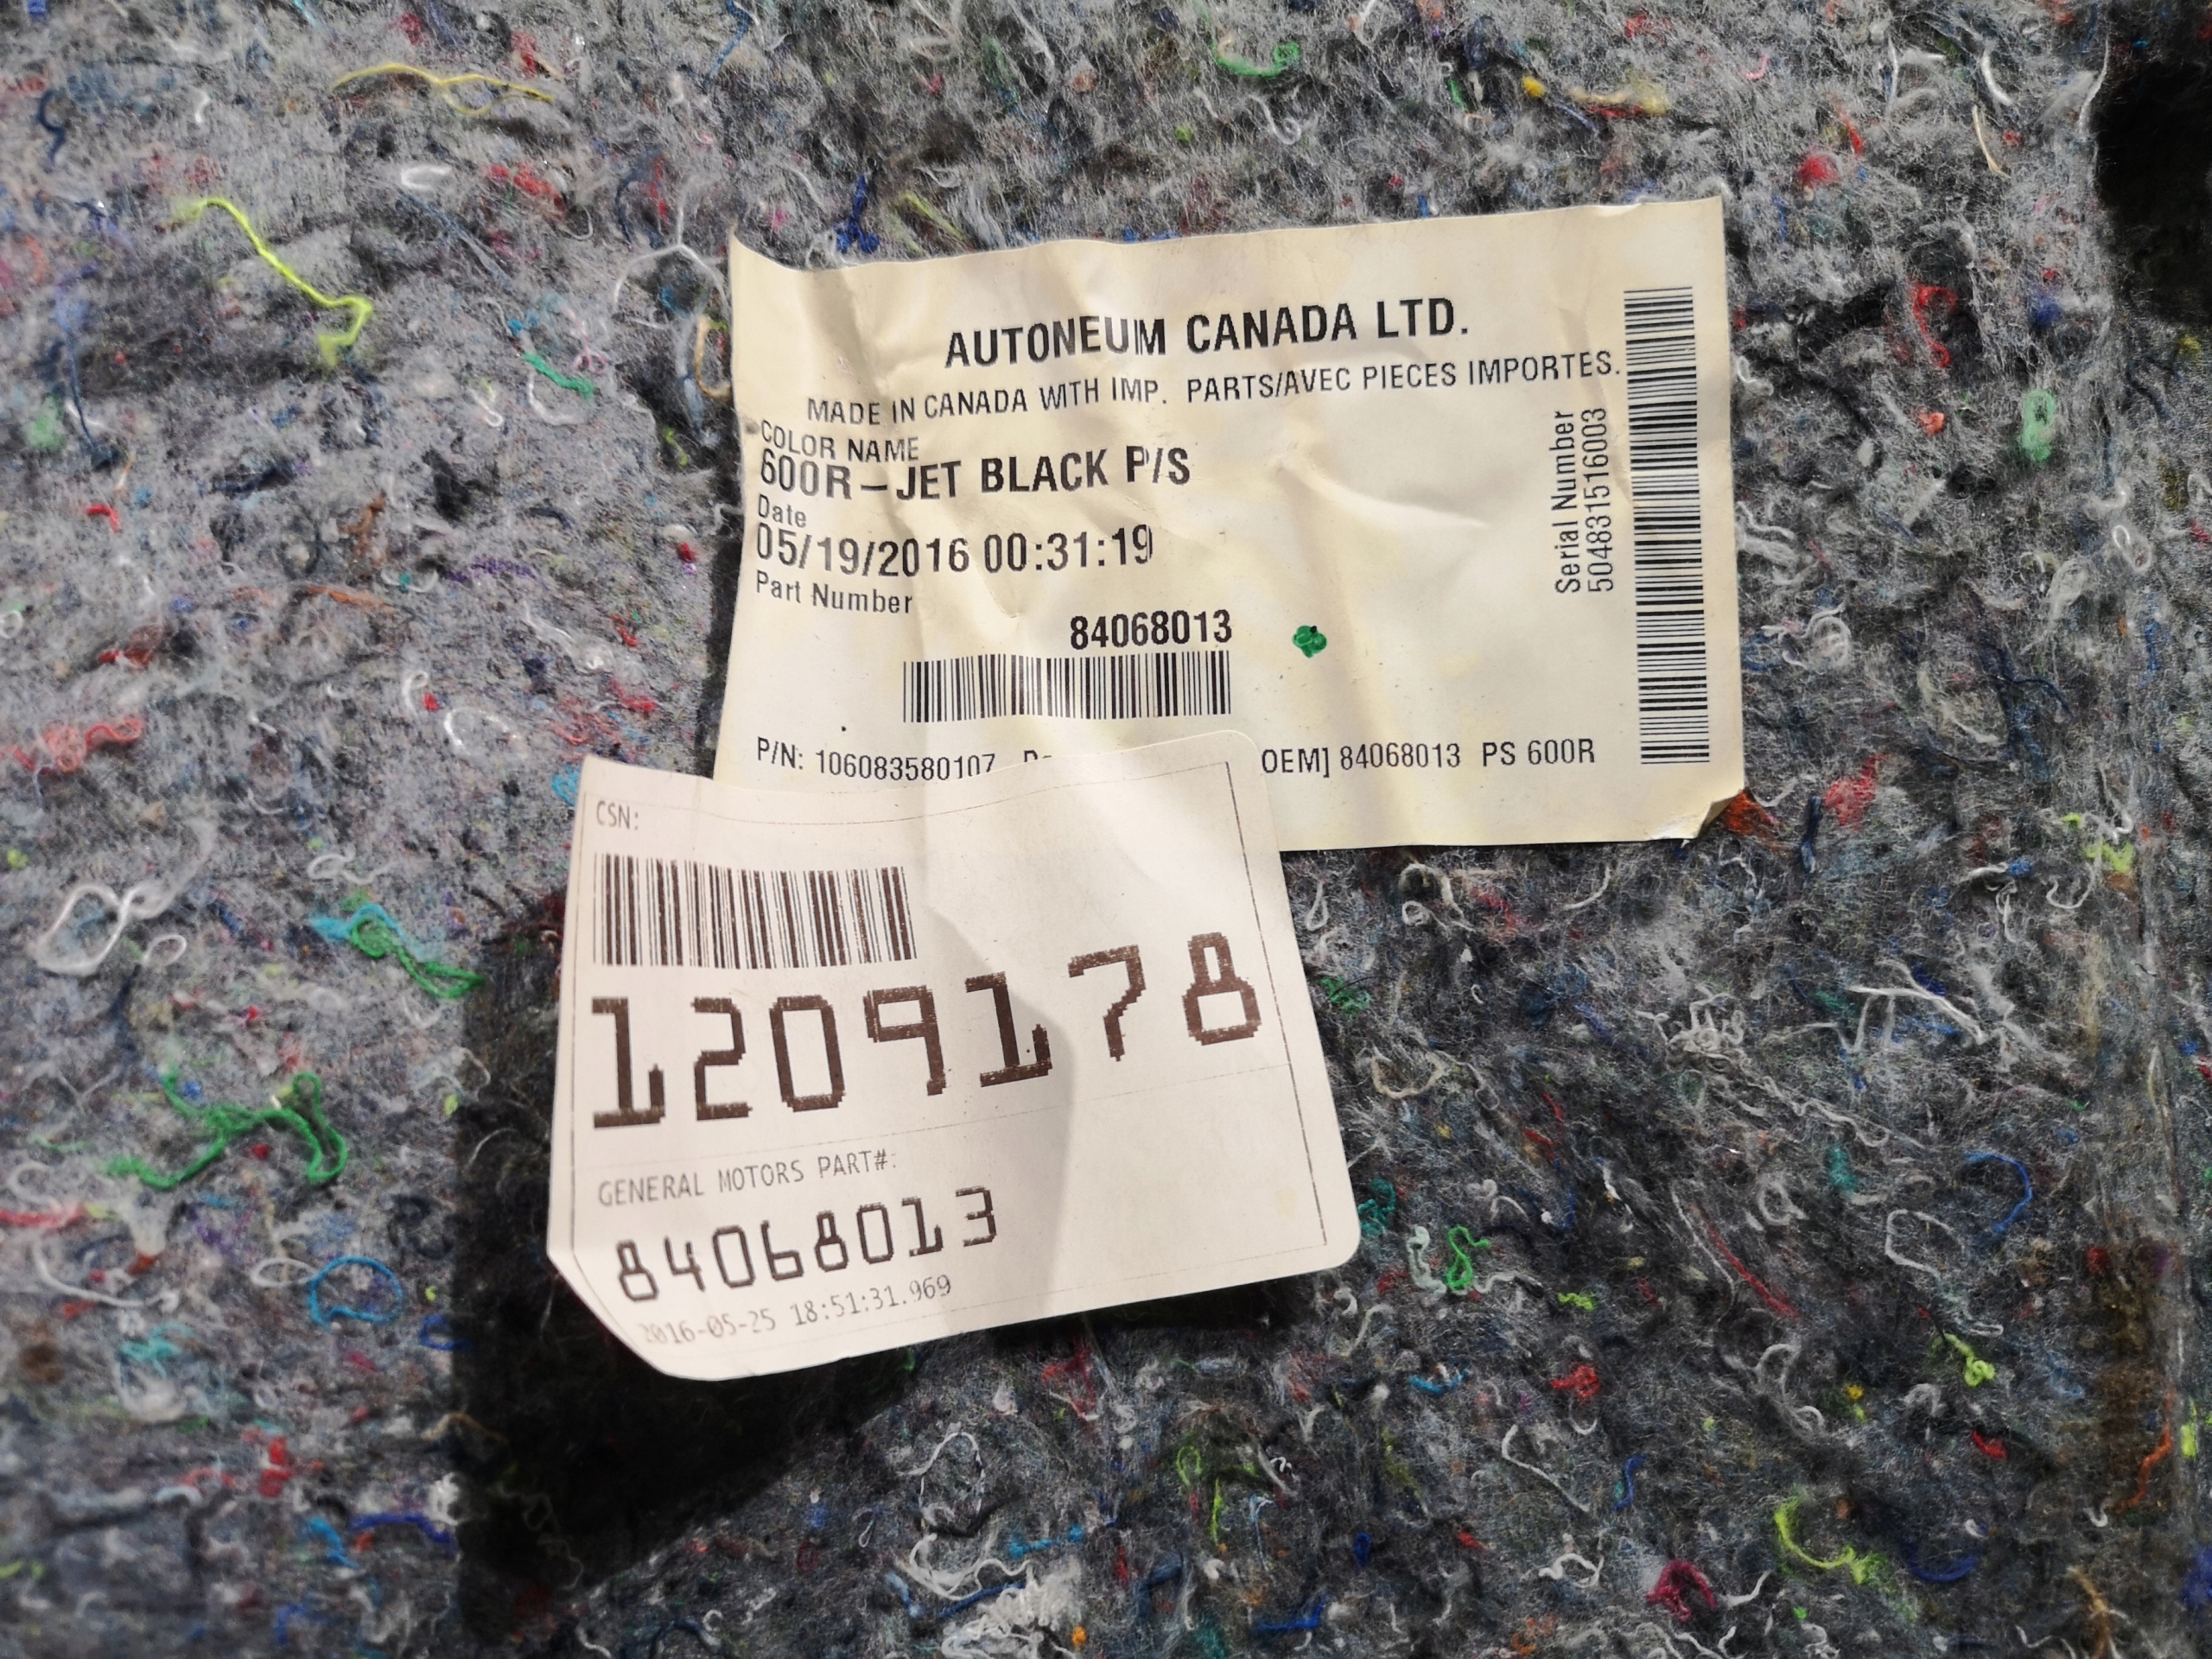 AUTONEUM CANADA LTD.
MADE IN CANADA WITH IMP. PARTS/AVEC PIECES IMPORTES.
COLOR NAME
600R-JET BLACK P/S
Date
05/19/2016 00:31:19
Part Number
84068013
P/N: 106083580107 OEM] 84068013 PS 600R
Serial Number
504831516003
CSN:
1209178
GENERAL MOTORS PART#:
84068013
2016-05-25 18:51:31.969